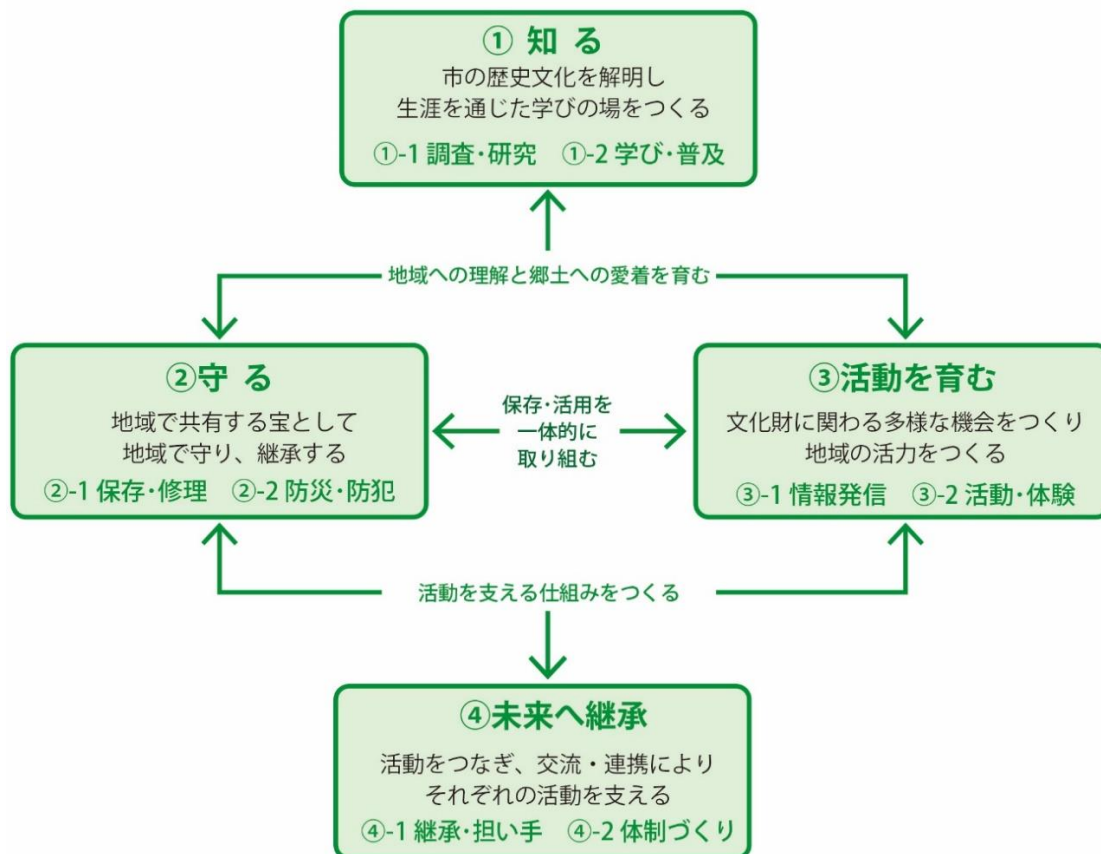 ① 知 る
市の歴史文化を解明し
生涯を通じた学びの場をつくる
①-1 調査・研究　①-2 学び・普及
地域への理解と郷土への愛着を育む
②守 る
地域で共有する宝として
地域で守り、継承する
②-1 保存・修理　②-2 防災・防犯
保存・活用を
一体的に
取り組む
③活動を育む
文化財に関わる多様な機会をつくり
地域の活力をつくる
③-1 情報発信　③-2 活動・体験
活動を支える仕組みをつくる
④未来へ継承
活動をつなぎ、交流・連携により
それぞれの活動を支える
④-1 継承・担い手　④-2 体制づくり